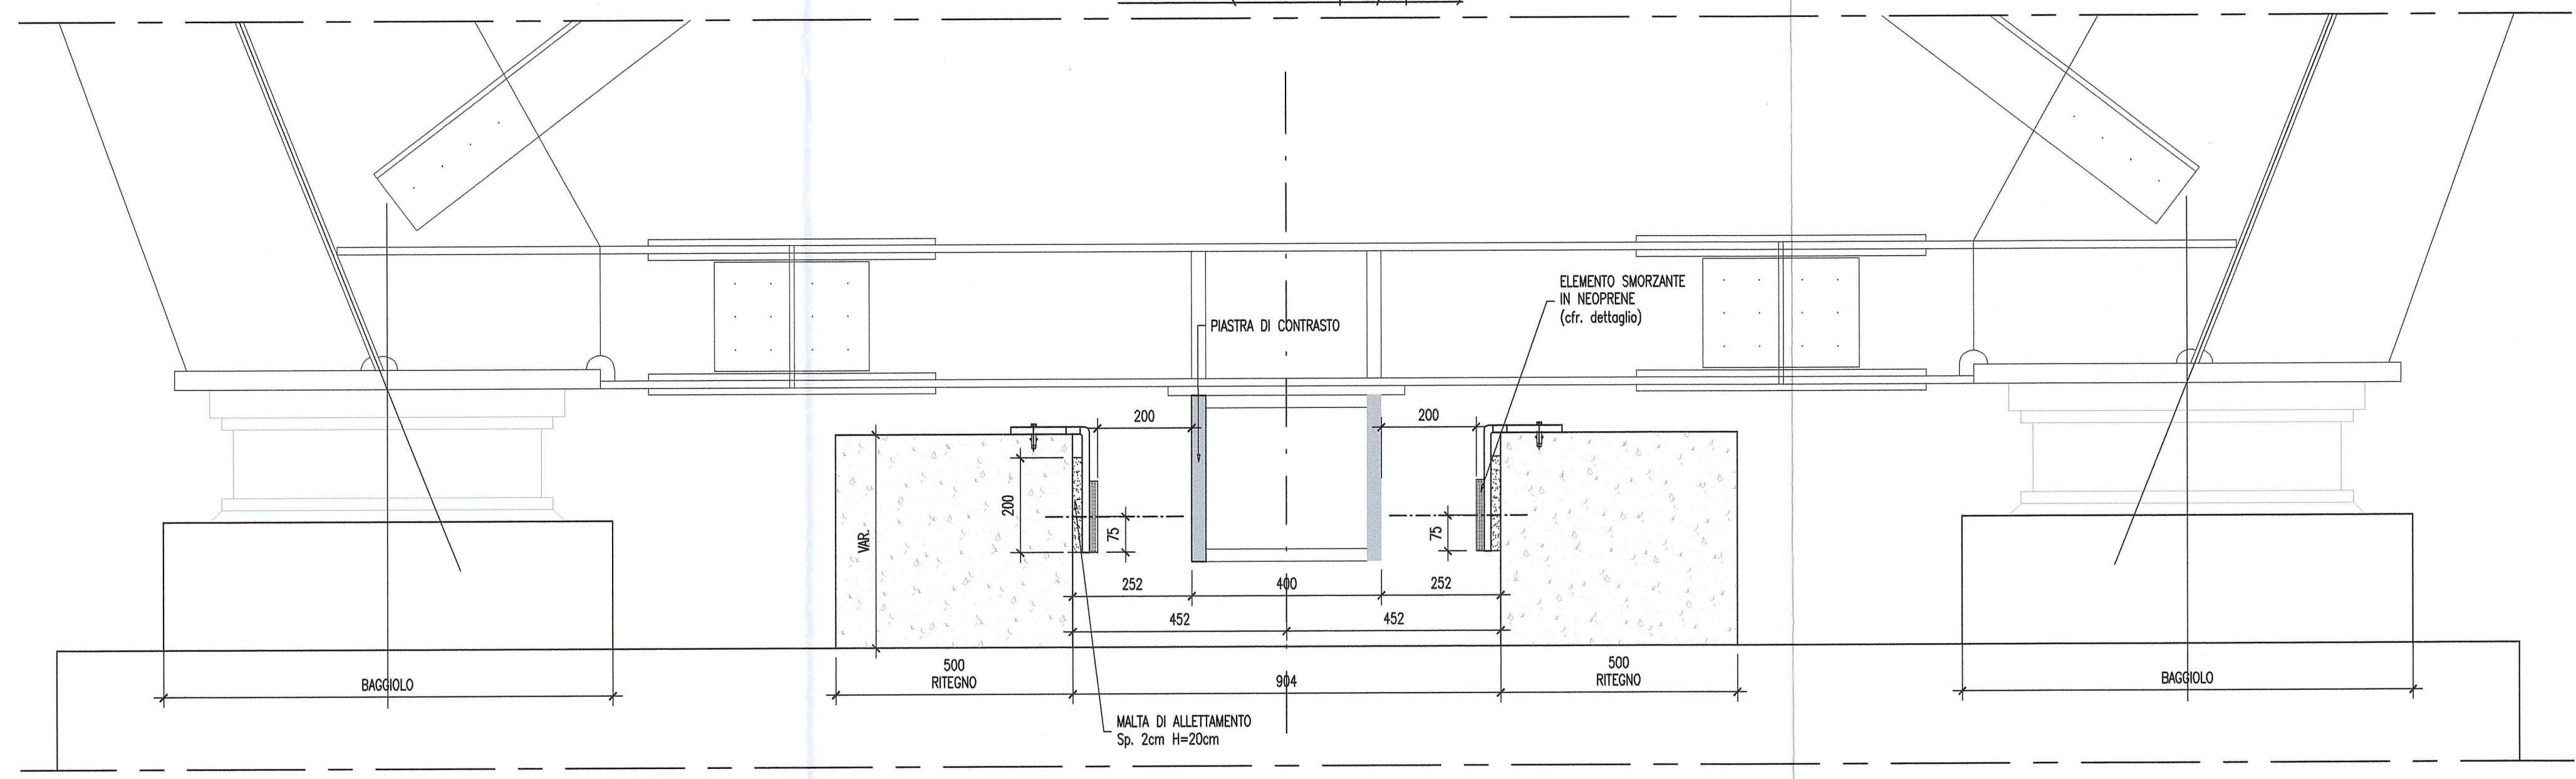 ELEMENTO SMORZANTE
IN NEOPRENE
(cfr. dettaglio)
PIASTRA DI CONTRASTO
200
200
200
VAR.
75
75
252
400
252
452
452
500
RITEGNO
904
500
RITEGNO
BAGGIOLO
BAGGIOLO
MALTA DI ALLETTAMENTO
Sp. 2cm H=20cm